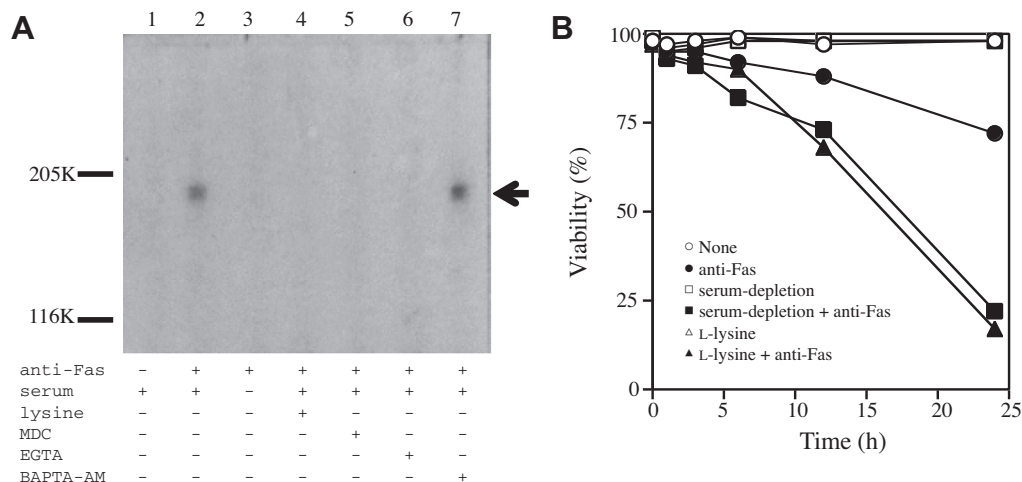 A
1 2 3 4 5 6 7
205K
116K
anti-Fas – + + + + + +
serum + + – + + + +
lysine – – – + – – –
MDC – – – – + – –
EGTA – – – – – + –
BAPTA-AM – – – – – – +
B
100
75
50
25
0
Viability (%)
None
anti-Fas
serum-depletion
serum-depletion + anti-Fas
L-lysine
L-lysine + anti-Fas
0 5 10 15 20 25
Time (h)